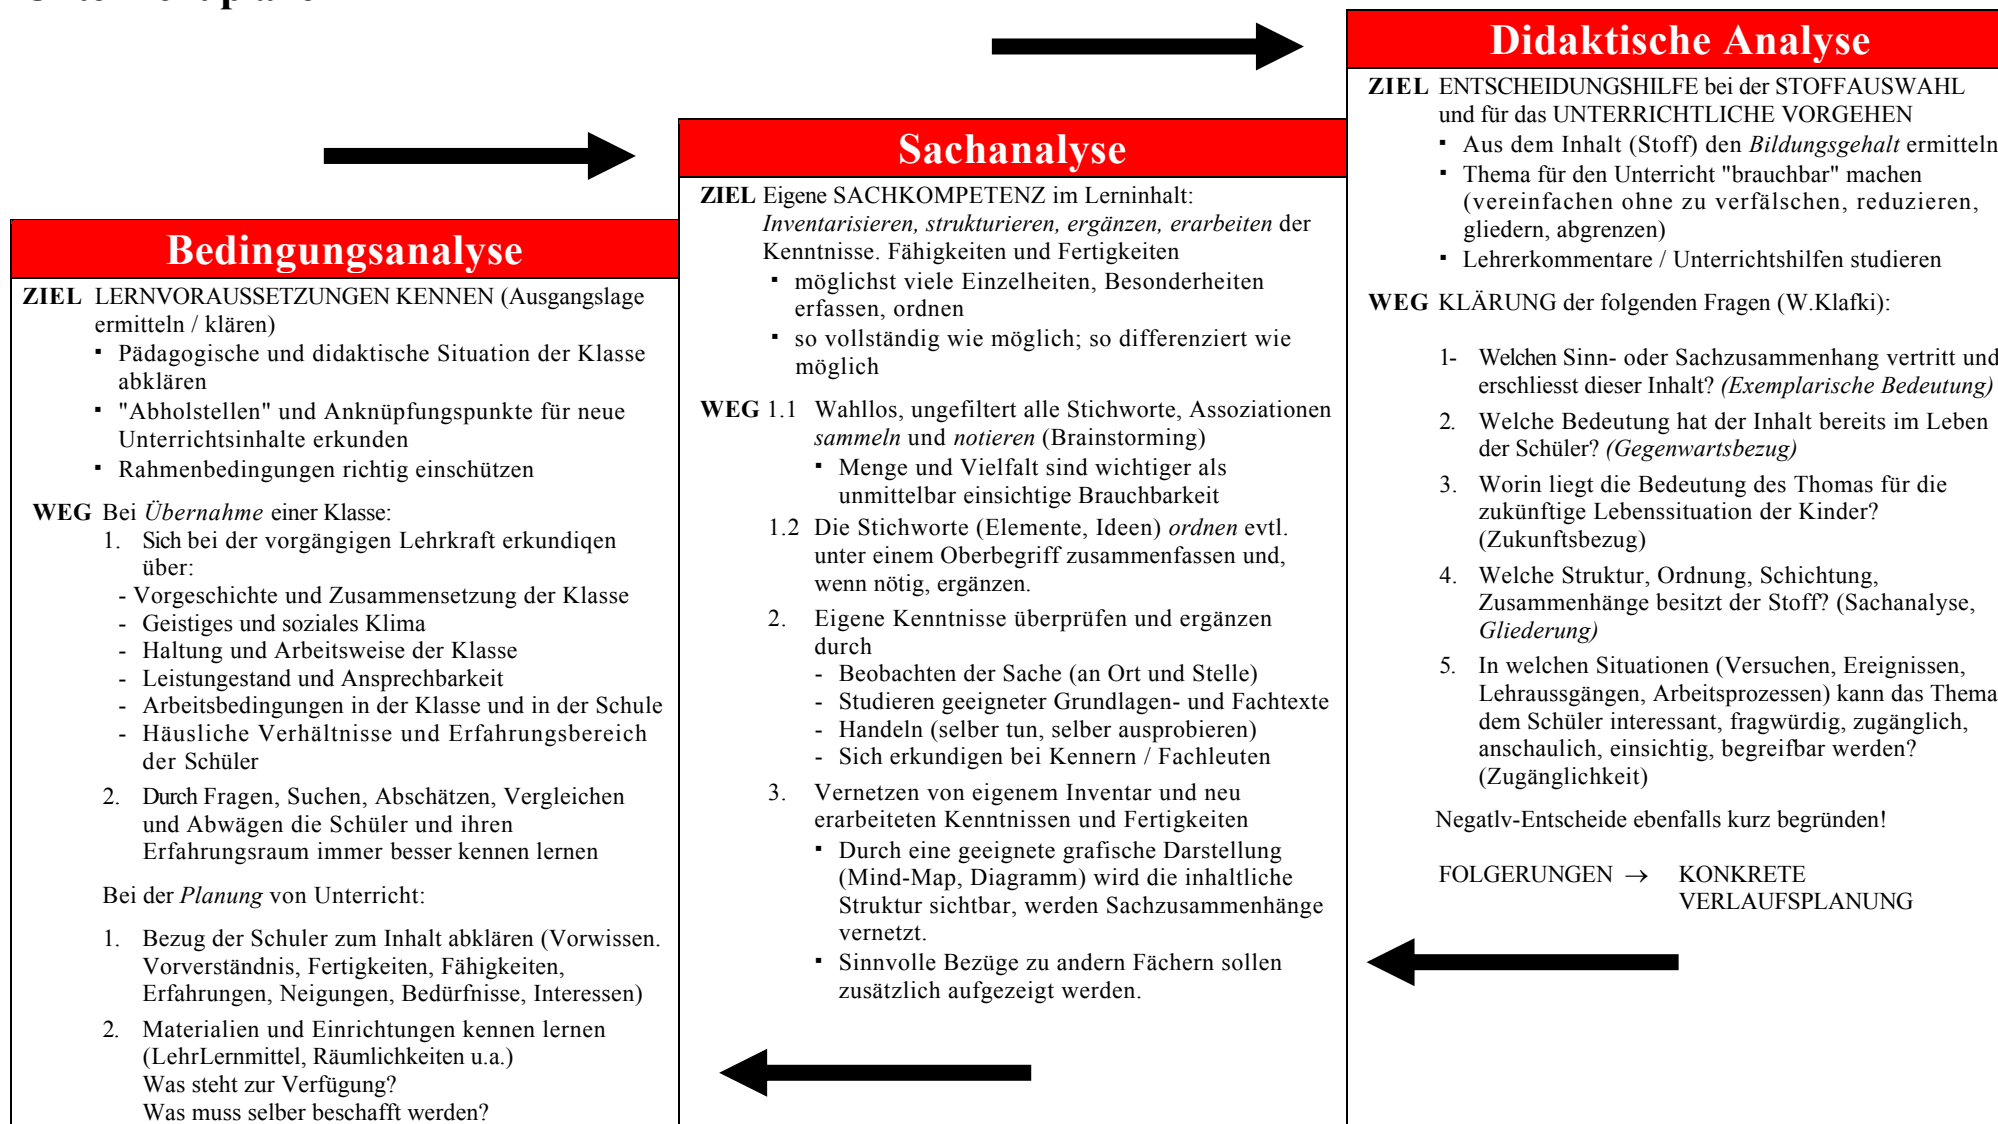 Bedingungsanalyse
ZIEL LERNVORAUSSETZUNGEN KENNEN (Ausgangslage
ermitteln / klären)
▪ Pädagogische und didaktische Situation der Klasse
abklären
▪ "Abholstellen" und Anknüpfungspunkte für neue
Unterrichtsinhalte erkunden
▪ Rahmenbedingungen richtig einschützen
WEG Bei Übernahme einer Klasse:
1. Sich bei der vorgängigen Lehrkraft erkundiqen
über:
- Vorgeschichte und Zusammensetzung der Klasse
- Geistiges und soziales Klima
- Haltung und Arbeitsweise der Klasse
- Leistungestand und Ansprechbarkeit
- Arbeitsbedingungen in der Klasse und in der Schule
- Häusliche Verhältnisse und Erfahrungsbereich
der Schüler
2. Durch Fragen, Suchen, Abschätzen, Vergleichen
und Abwägen die Schüler und ihren
Erfahrungsraum immer besser kennen lernen
Bei der Planung von Unterricht:
1. Bezug der Schuler zum Inhalt abklären (Vorwissen.
Vorverständnis, Fertigkeiten, Fähigkeiten,
Erfahrungen, Neigungen, Bedürfnisse, Interessen)
2. Materialien und Einrichtungen kennen lernen
(LehrLernmittel, Räumlichkeiten u.a.)
Was steht zur Verfügung?
Was muss selber beschafft werden?
Sachanalyse
ZIEL Eigene SACHKOMPETENZ im Lerninhalt:
Inventarisieren, strukturieren, ergänzen, erarbeiten der
Kenntnisse. Fähigkeiten und Fertigkeiten
▪ möglichst viele Einzelheiten, Besonderheiten
erfassen, ordnen
▪ so vollständig wie möglich; so differenziert wie
möglich
WEG 1.1 Wahllos, ungefiltert alle Stichworte, Assoziationen
sammeln und notieren (Brainstorming)
▪ Menge und Vielfalt sind wichtiger als
unmittelbar einsichtige Brauchbarkeit
1.2 Die Stichworte (Elemente, Ideen) ordnen evtl.
unter einem Oberbegriff zusammenfassen und,
wenn nötig, ergänzen.
2. Eigene Kenntnisse überprüfen und ergänzen
durch
- Beobachten der Sache (an Ort und Stelle)
- Studieren geeigneter Grundlagen- und Fachtexte
- Handeln (selber tun, selber ausprobieren)
- Sich erkundigen bei Kennern / Fachleuten
3. Vernetzen von eigenem Inventar und neu
erarbeiteten Kenntnissen und Fertigkeiten
▪ Durch eine geeignete grafische Darstellung
(Mind-Map, Diagramm) wird die inhaltliche
Struktur sichtbar, werden Sachzusammenhänge
vernetzt.
▪ Sinnvolle Bezüge zu andern Fächern sollen
zusätzlich aufgezeigt werden.
Didaktische Analyse
ZIEL ENTSCHEIDUNGSHILFE bei der STOFFAUSWAHL
und für das UNTERRICHTLICHE VORGEHEN
▪ Aus dem Inhalt (Stoff) den Bildungsgehalt ermitteln
▪ Thema für den Unterricht "brauchbar" machen
(vereinfachen ohne zu verfälschen, reduzieren,
gliedern, abgrenzen)
▪ Lehrerkommentare / Unterrichtshilfen studieren
WEG KLÄRUNG der folgenden Fragen (W.Klafki):
1- Welchen Sinn- oder Sachzusammenhang vertritt und
erschliesst dieser Inhalt? (Exemplarische Bedeutung)
2. Welche Bedeutung hat der Inhalt bereits im Leben
der Schüler? (Gegenwartsbezug)
3. Worin liegt die Bedeutung des Thomas für die
zukünftige Lebenssituation der Kinder?
(Zukunftsbezug)
4. Welche Struktur, Ordnung, Schichtung,
Zusammenhänge besitzt der Stoff? (Sachanalyse,
Gliederung)
5. In welchen Situationen (Versuchen, Ereignissen,
Lehraussgängen, Arbeitsprozessen) kann das Thema
dem Schüler interessant, fragwürdig, zugänglich,
anschaulich, einsichtig, begreifbar werden?
(Zugänglichkeit)
Negatlv-Entscheide ebenfalls kurz begründen!
FOLGERUNGEN → KONKRETE
VERLAUFSPLANUNG